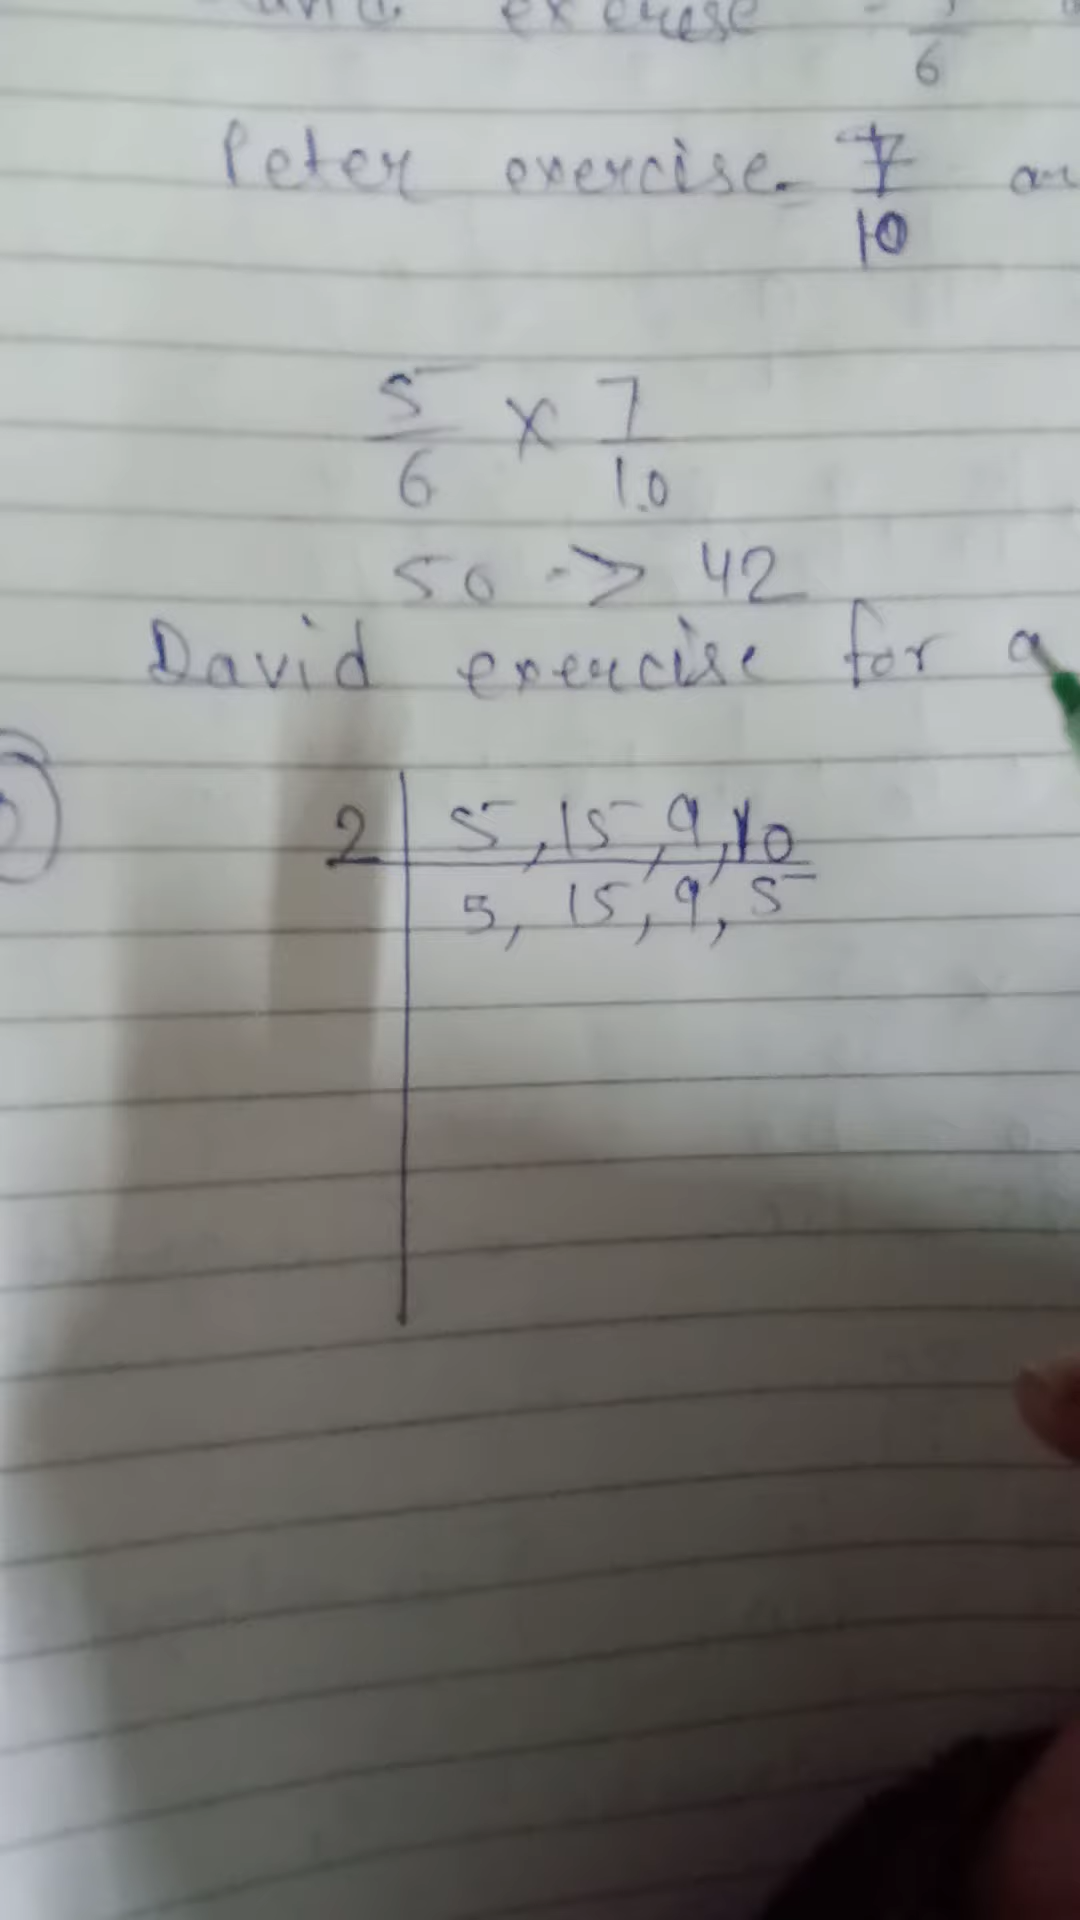 exercise - 5/6
Peter exercise - 7/10
5/6 × 7/10
50 -> 42
David exercise for a
2 | 5, 15, 9, 10
5, 15, 9, 5